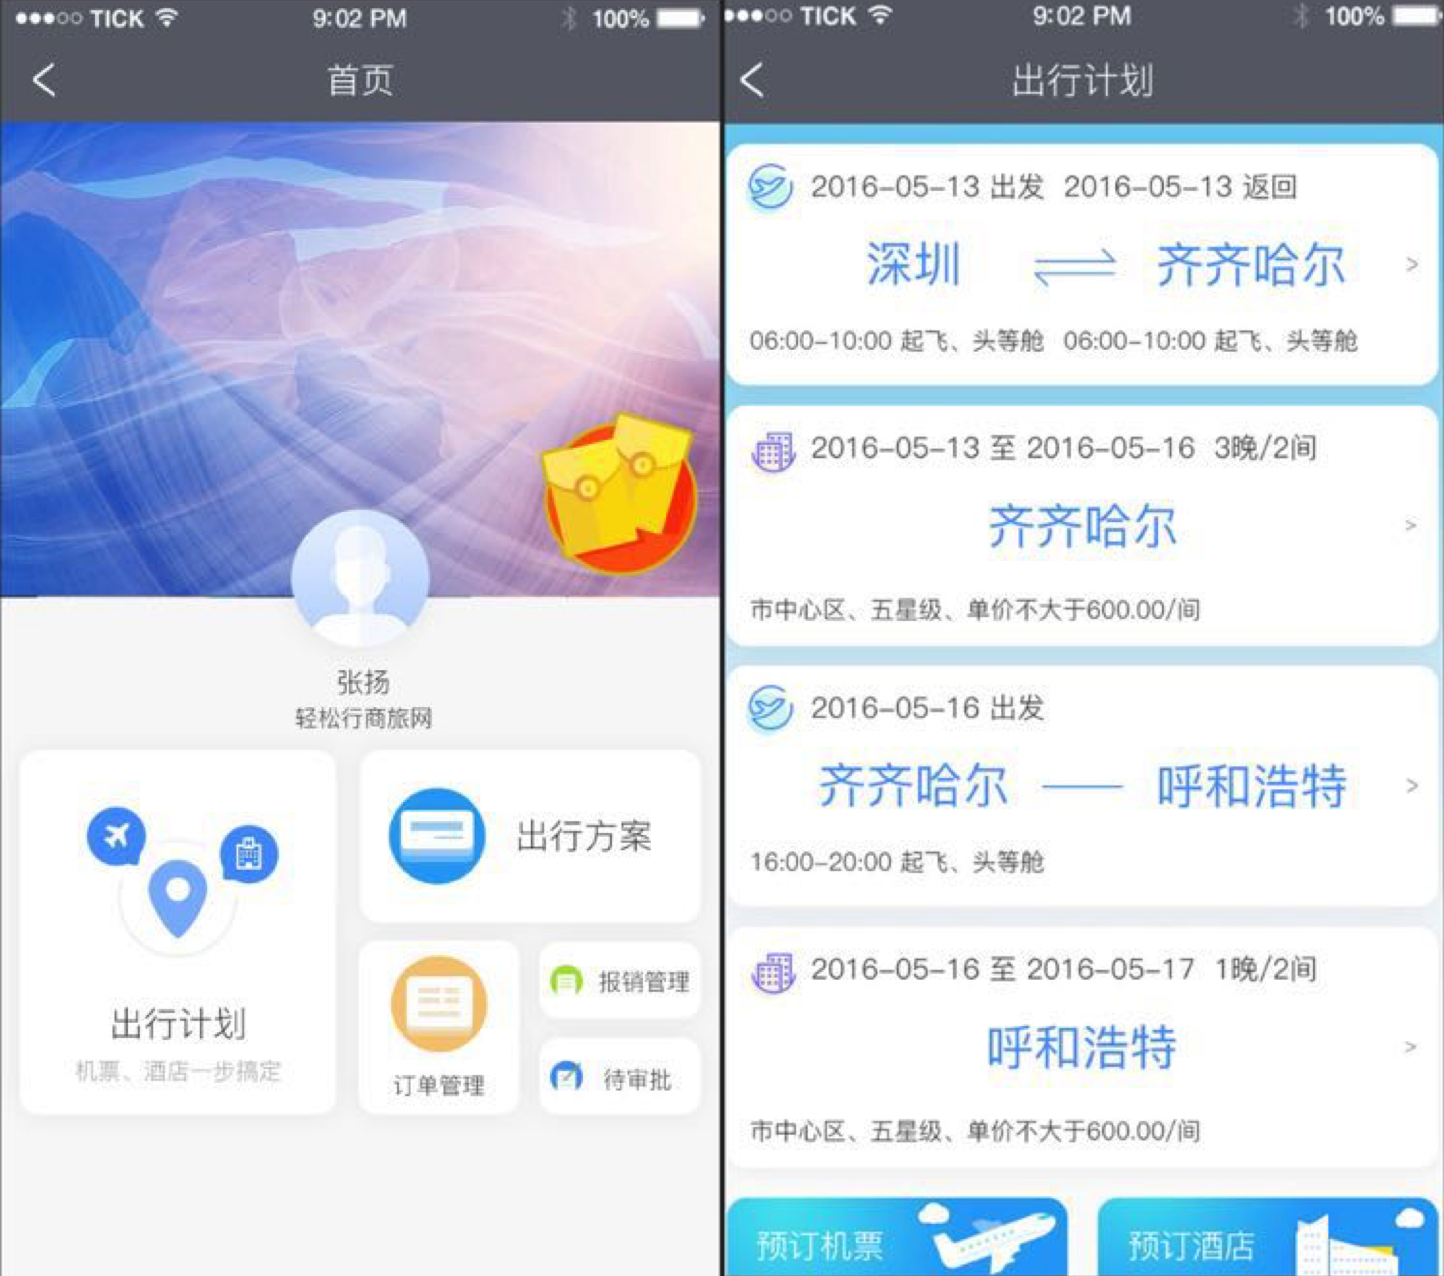 TICK 9:02 PM 100%
首页
张扬
轻松行商旅网
出行计划
机票、酒店一步搞定
出行方案
订单管理
报销管理
待审批
TICK 9:02 PM 100%
出行计划
2016-05-13 出发 2016-05-13 返回
深圳 齐齐哈尔 >
06:00-10:00 起飞、头等舱 06:00-10:00 起飞、头等舱
2016-05-13 至 2016-05-16 3晚/2间
齐齐哈尔 >
市中心区、五星级、单价不大于600.00/间
2016-05-16 出发
齐齐哈尔 — 呼和浩特 >
16:00-20:00 起飞、头等舱
2016-05-16 至 2016-05-17 1晚/2间
呼和浩特 >
市中心区、五星级、单价不大于600.00/间
预订机票
预订酒店